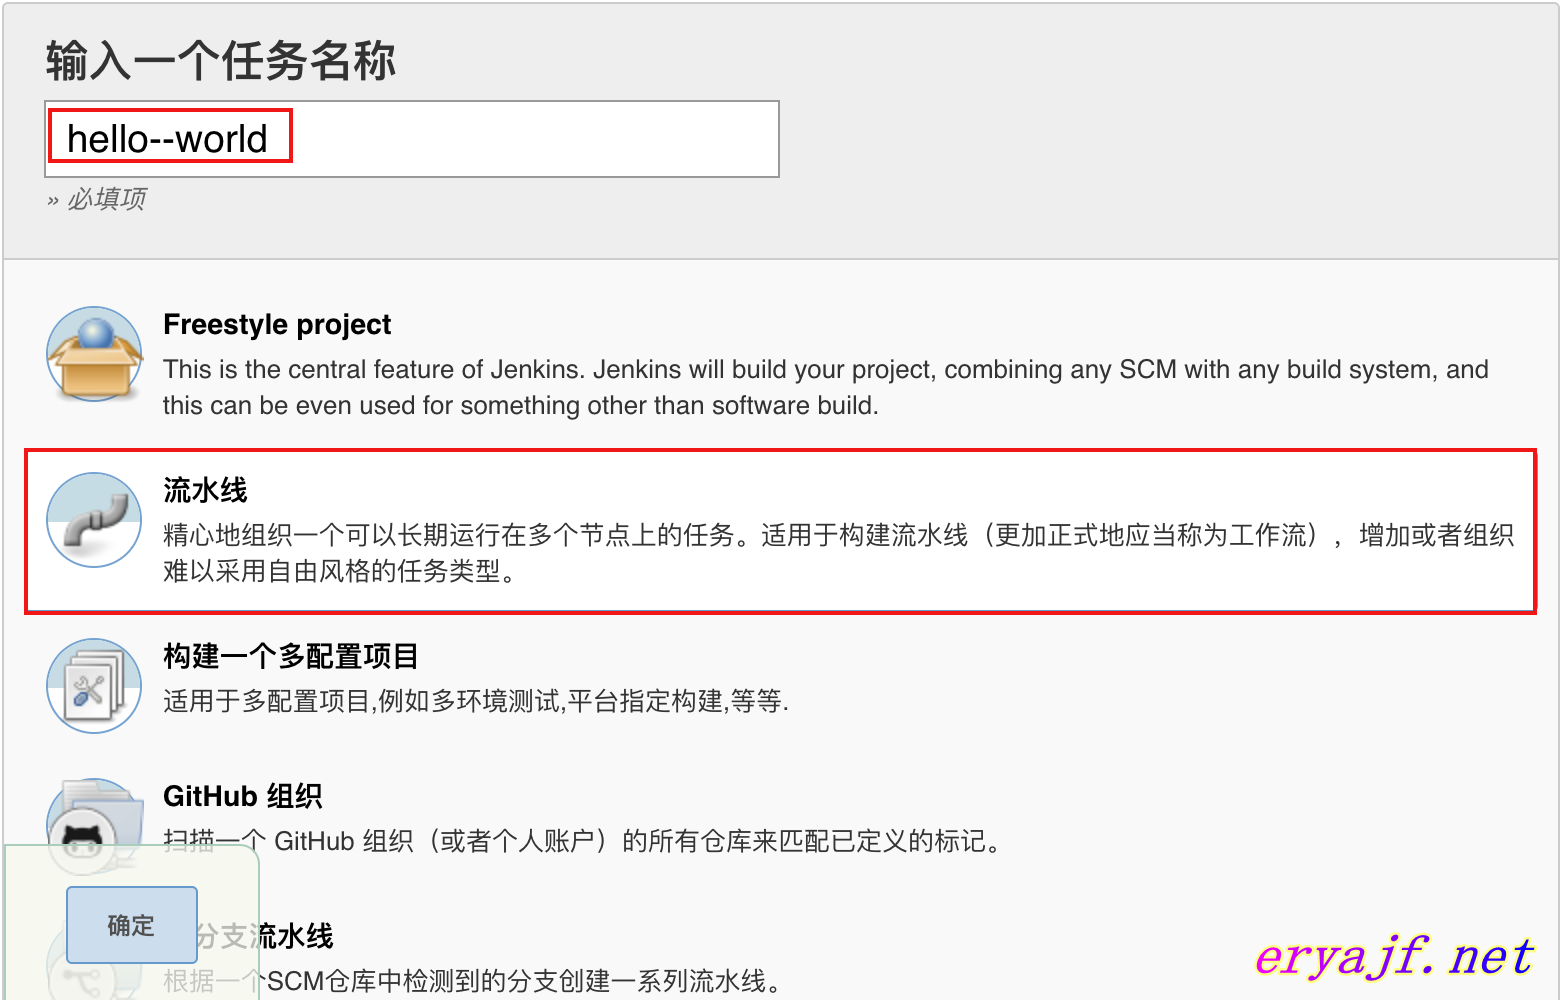 输入一个任务名称
hello--world
» 必填项
Freestyle project
This is the central feature of Jenkins. Jenkins will build your project, combining any SCM with any build system, and
this can be even used for something other than software build.
流水线
精心地组织一个可以长期运行在多个节点上的任务。适用于构建流水线（更加正式地应当称为工作流），增加或者组织
难以采用自由风格的任务类型。
构建一个多配置项目
适用于多配置项目,例如多环境测试,平台指定构建,等等.
GitHub 组织
扫描一个 GitHub 组织（或者个人账户）的所有仓库来匹配已定义的标记。
确定
分支流水线
根据一个SCM仓库中检测到的分支创建一系列流水线。
eryajf.net